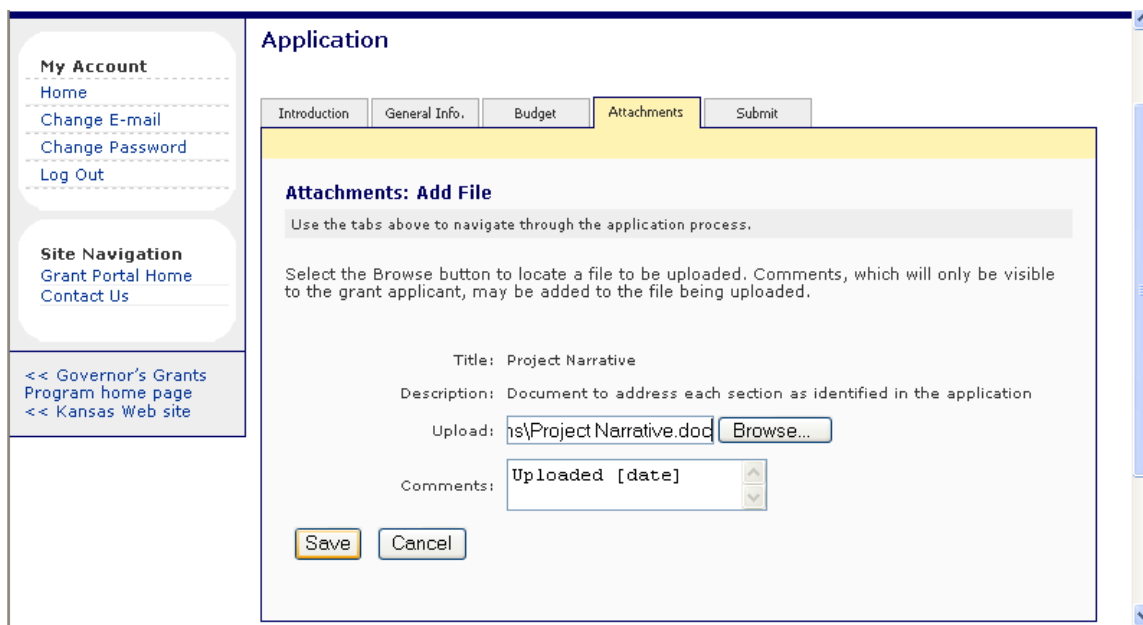 My Account
Home
Change E-mail
Change Password
Log Out
Site Navigation
Grant Portal Home
Contact Us
<< Governor's Grants
Program home page
<< Kansas Web site
Application
Introduction
General Info.
Budget
Attachments
Submit
Attachments: Add File
Use the tabs above to navigate through the application process.
Select the Browse button to locate a file to be uploaded. Comments, which will only be visible
to the grant applicant, may be added to the file being uploaded.
Title: Project Narrative
Description: Document to address each section as identified in the application
Upload: ns\Project Narrative.doc Browse...
Comments: Uploaded [date]
Save Cancel